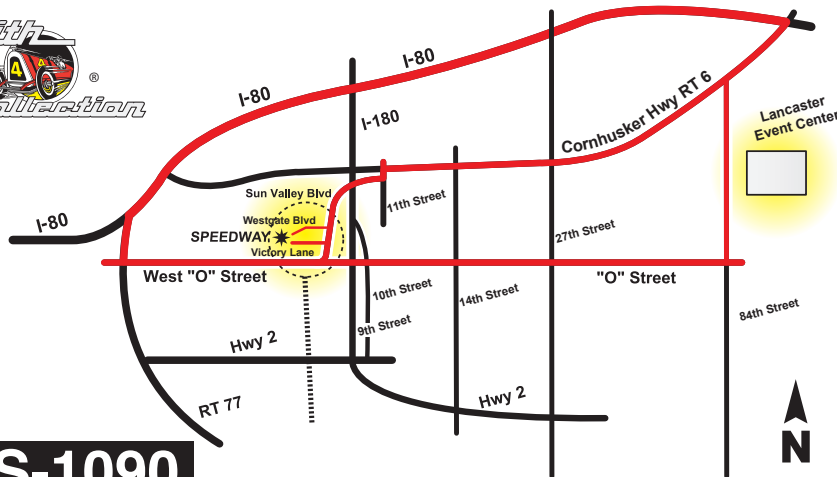 4
®
I-80
I-80
I-180
Cornhusker Hwy RT 6
Lancaster
Event Center
Sun Valley Blvd
11th Street
I-80
Westgate Blvd
SPEEDWAY
Victory Lane
27th Street
West "O" Street
"O" Street
10th Street
14th Street
84th Street
9th Street
Hwy 2
Hwy 2
RT 77
N
S-1090